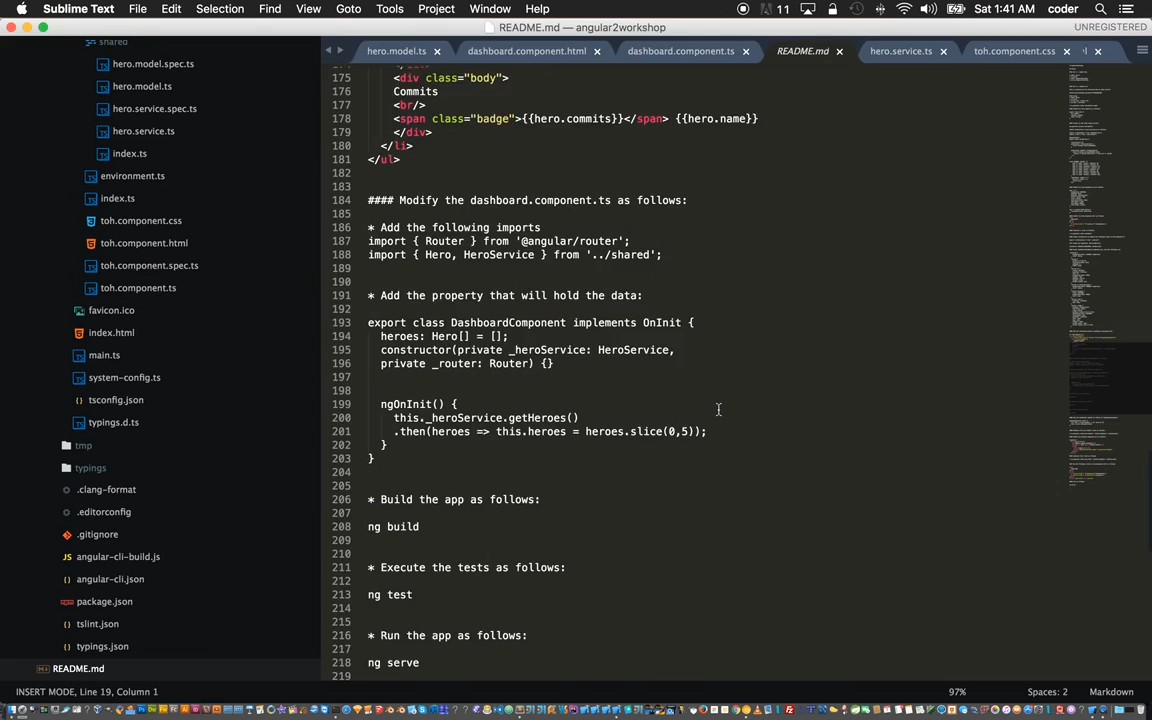 Sublime Text File Edit Selection Find View Goto Tools Project Window Help
11 Sat 1:41 AM coder
README.md — angular2workshop UNREGISTERED
hero.model.ts dashboard.component.html dashboard.component.ts README.md hero.service.ts toh.component.css
shared
hero.model.spec.ts
hero.model.ts
hero.service.spec.ts
hero.service.ts
index.ts
environment.ts
index.ts
toh.component.css
toh.component.html
toh.component.spec.ts
toh.component.ts
favicon.ico
index.html
main.ts
system-config.ts
tsconfig.json
typings.d.ts
tmp
typings
.clang-format
.editorconfig
.gitignore
angular-cli-build.js
angular-cli.json
package.json
tslint.json
typings.json
README.md
175 <div class="body">
176 Commits
177 <br/>
178 <span class="badge">{{hero.commits}}</span> {{hero.name}}
179 </div>
180 </li>
181 </ul>
182
183
184 #### Modify the dashboard.component.ts as follows:
185
186 * Add the following imports
187 import { Router } from '@angular/router';
188 import { Hero, HeroService } from '../shared';
189
190
191 * Add the property that will hold the data:
192
193 export class DashboardComponent implements OnInit {
194 heroes: Hero[] = [];
195 constructor(private _heroService: HeroService,
196 private _router: Router) {}
197
198
199 ngOnInit() {
200 this._heroService.getHeroes()
201 .then(heroes => this.heroes = heroes.slice(0,5));
202 }
203 }
204
205
206 * Build the app as follows:
207
208 ng build
209
210
211 * Execute the tests as follows:
212
213 ng test
214
215
216 * Run the app as follows:
217
218 ng serve
219
INSERT MODE, Line 19, Column 1 97% Spaces: 2 Markdown